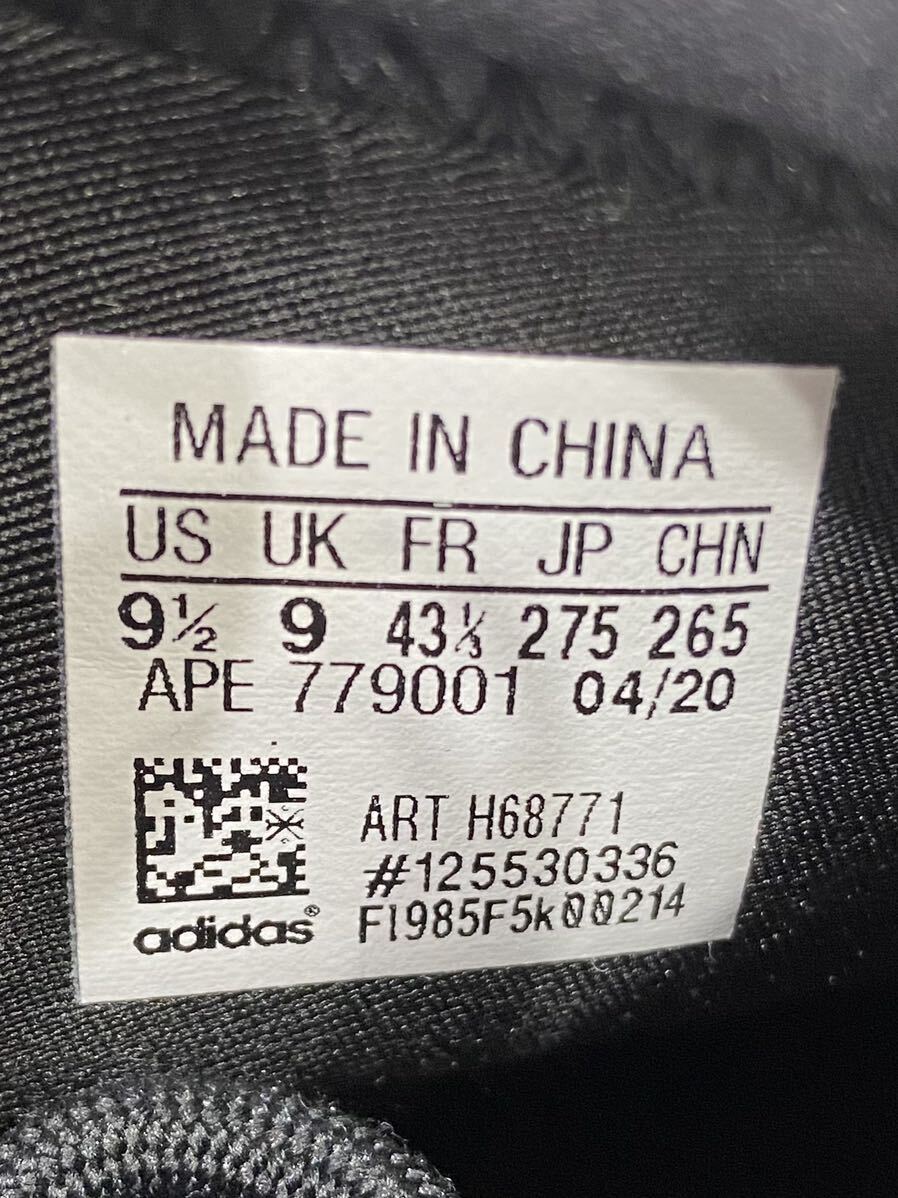 MADE IN CHINA
US UK FR JP CHN
9½ 9 43⅓ 275 265
APE 779001 04/20
ART H68771
#125530336
FI985F5k00214
adidas®